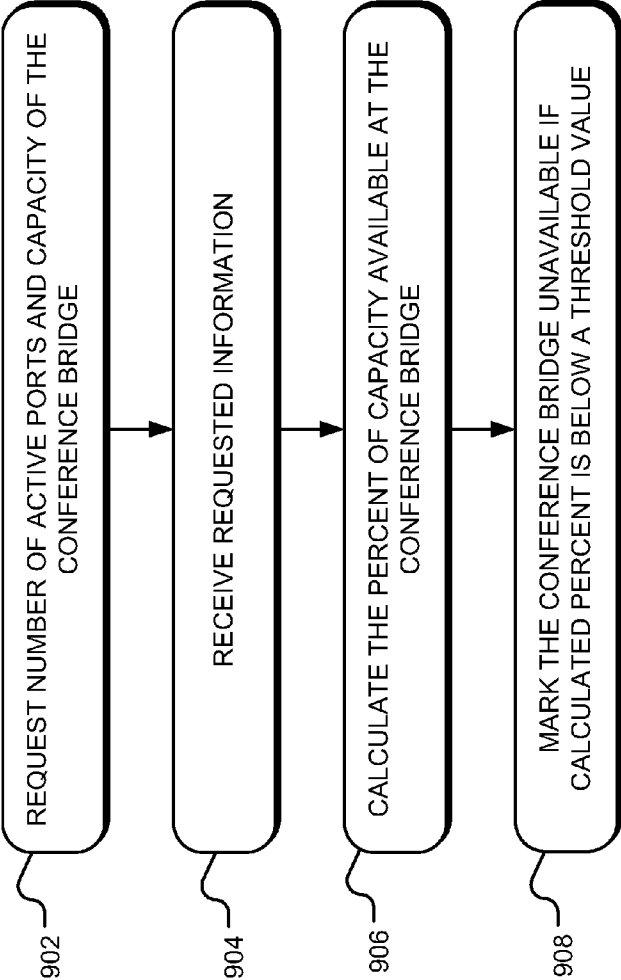 902
REQUEST NUMBER OF ACTIVE PORTS AND CAPACITY OF THE
CONFERENCE BRIDGE
904
RECEIVE REQUESTED INFORMATION
906
CALCULATE THE PERCENT OF CAPACITY AVAILABLE AT THE
CONFERENCE BRIDGE
908
MARK THE CONFERENCE BRIDGE UNAVAILABLE IF
CALCULATED PERCENT IS BELOW A THRESHOLD VALUE